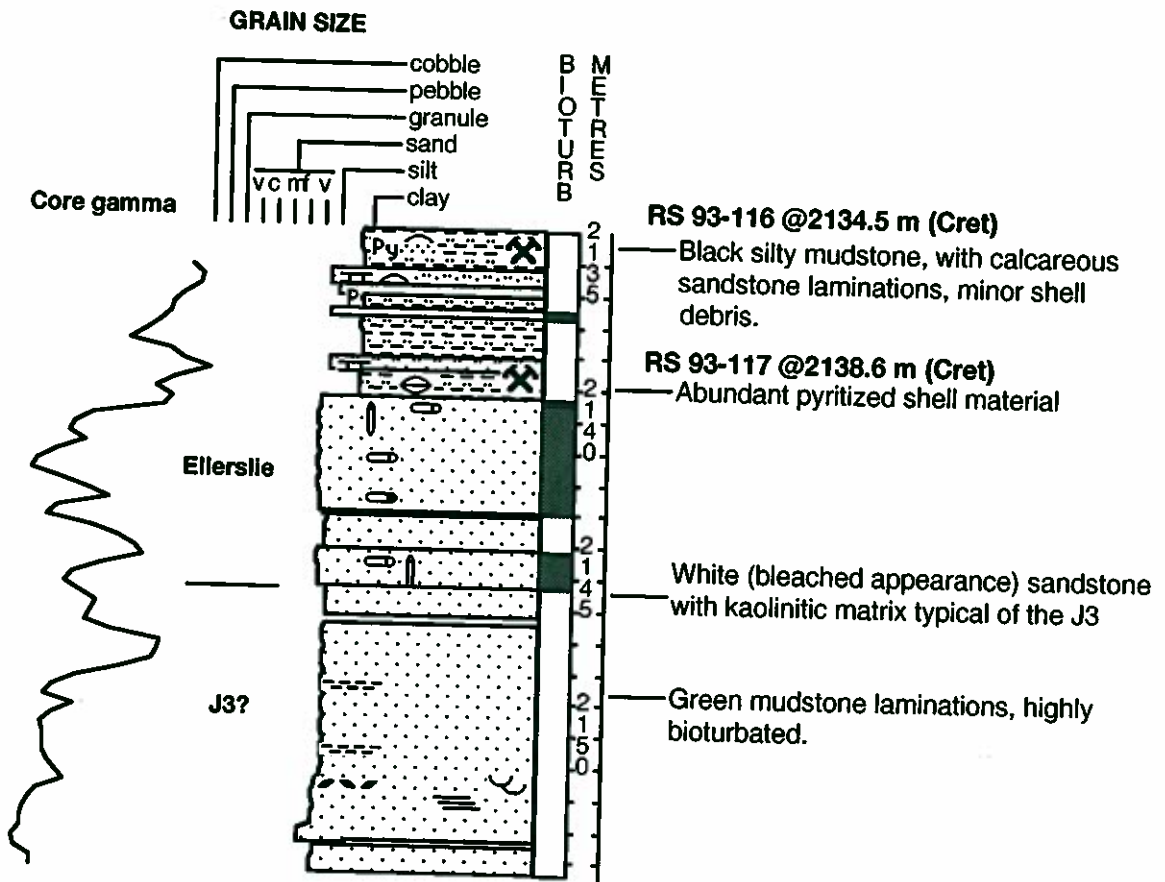 GRAIN SIZE
cobble
pebble
granule
sand
silt
clay
v c m f v
BIOTURB
METRES
Core gamma
RS 93-116 @2134.5 m (Cret)
Black silty mudstone, with calcareous
sandstone laminations, minor shell
debris.
Py
2135
RS 93-117 @2138.6 m (Cret)
Abundant pyritized shell material
2140
Ellerslie
2145
White (bleached appearance) sandstone
with kaolinitic matrix typical of the J3
J3?
Green mudstone laminations, highly
bioturbated.
2150